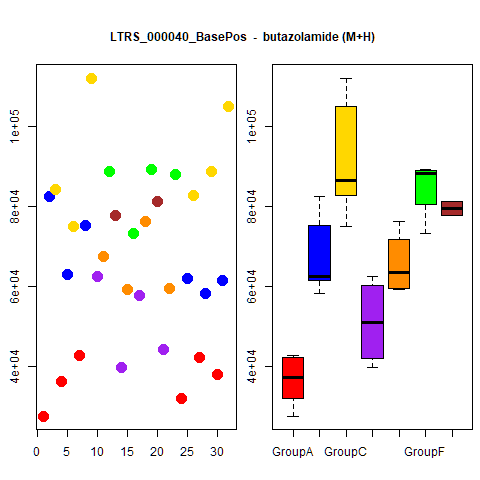 LTRS_000040_BasePos - butazolamide (M+H)
1e+05
8e+04
6e+04
4e+04
0 5 10 15 20 25 30
1e+05
8e+04
6e+04
4e+04
GroupA GroupC GroupF